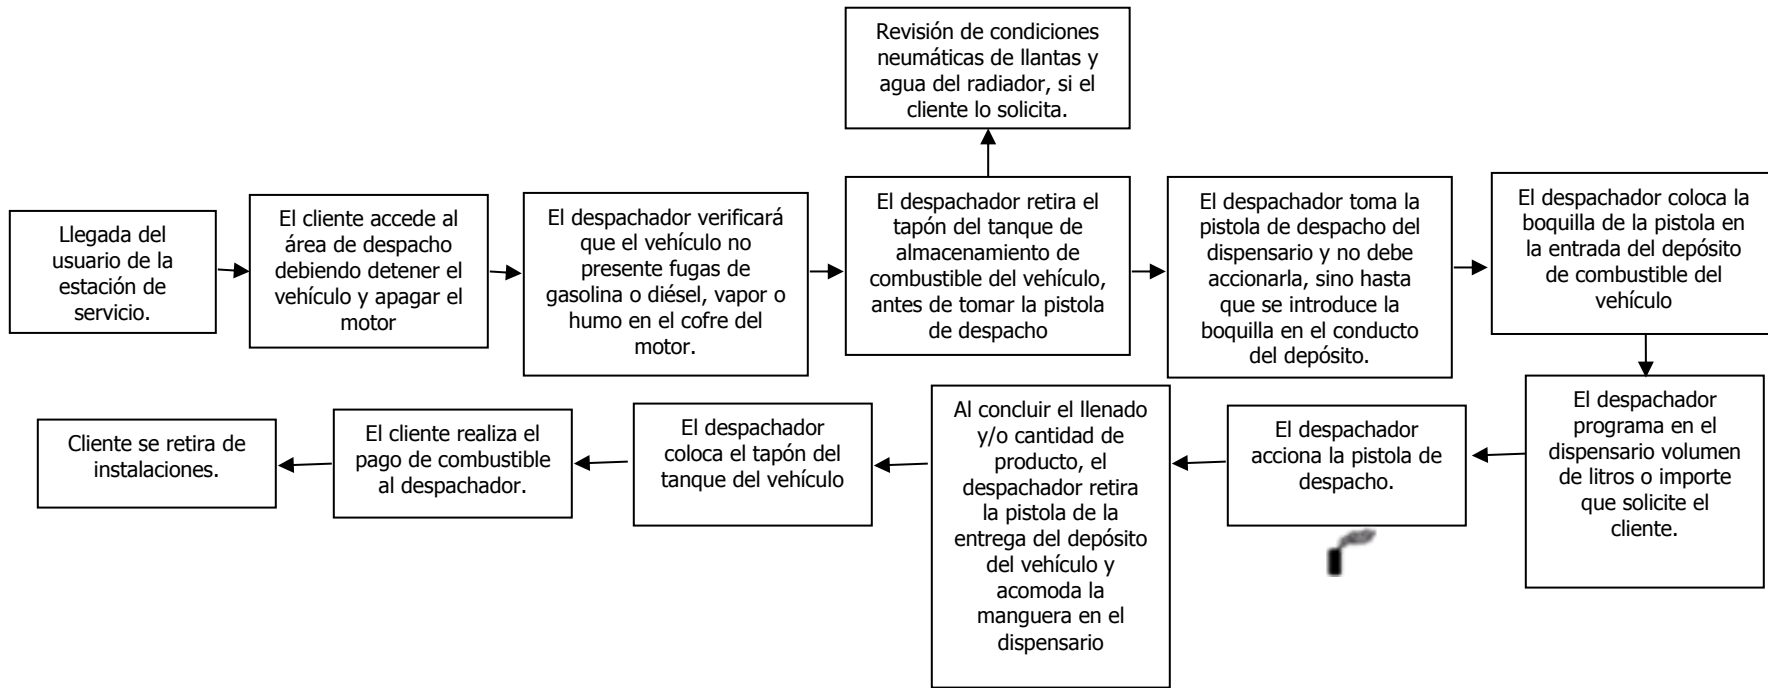 Revisión de condiciones
neumáticas de llantas y
agua del radiador, si el
cliente lo solicita.
Llegada del
usuario de la
estación de
servicio.
El cliente accede al
área de despacho
debiendo detener el
vehículo y apagar el
motor
El despachador verificará
que el vehículo no
presente fugas de
gasolina o diésel, vapor o
humo en el cofre del
motor.
El despachador retira el
tapón del tanque de
almacenamiento de
combustible del vehículo,
antes de tomar la pistola
de despacho
El despachador toma la
pistola de despacho del
dispensario y no debe
accionarla, sino hasta
que se introduce la
boquilla en el conducto
del depósito.
El despachador coloca la
boquilla de la pistola en
la entrada del depósito
de combustible del
vehículo
El despachador
programa en el
dispensario volumen
de litros o importe
que solicite el
cliente.
El despachador
acciona la pistola de
despacho.
Al concluir el llenado
y/o cantidad de
producto, el
despachador retira
la pistola de la
entrega del depósito
del vehículo y
acomoda la
manguera en el
dispensario
El despachador
coloca el tapón del
tanque del vehículo
El cliente realiza el
pago de combustible
al despachador.
Cliente se retira de
instalaciones.